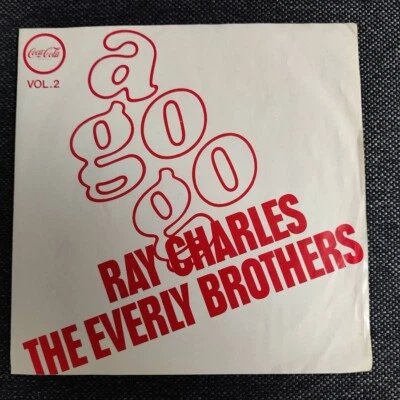 Coca-Cola
VOL.2
a
go
go
RAY CHARLES
THE EVERLY BROTHERS